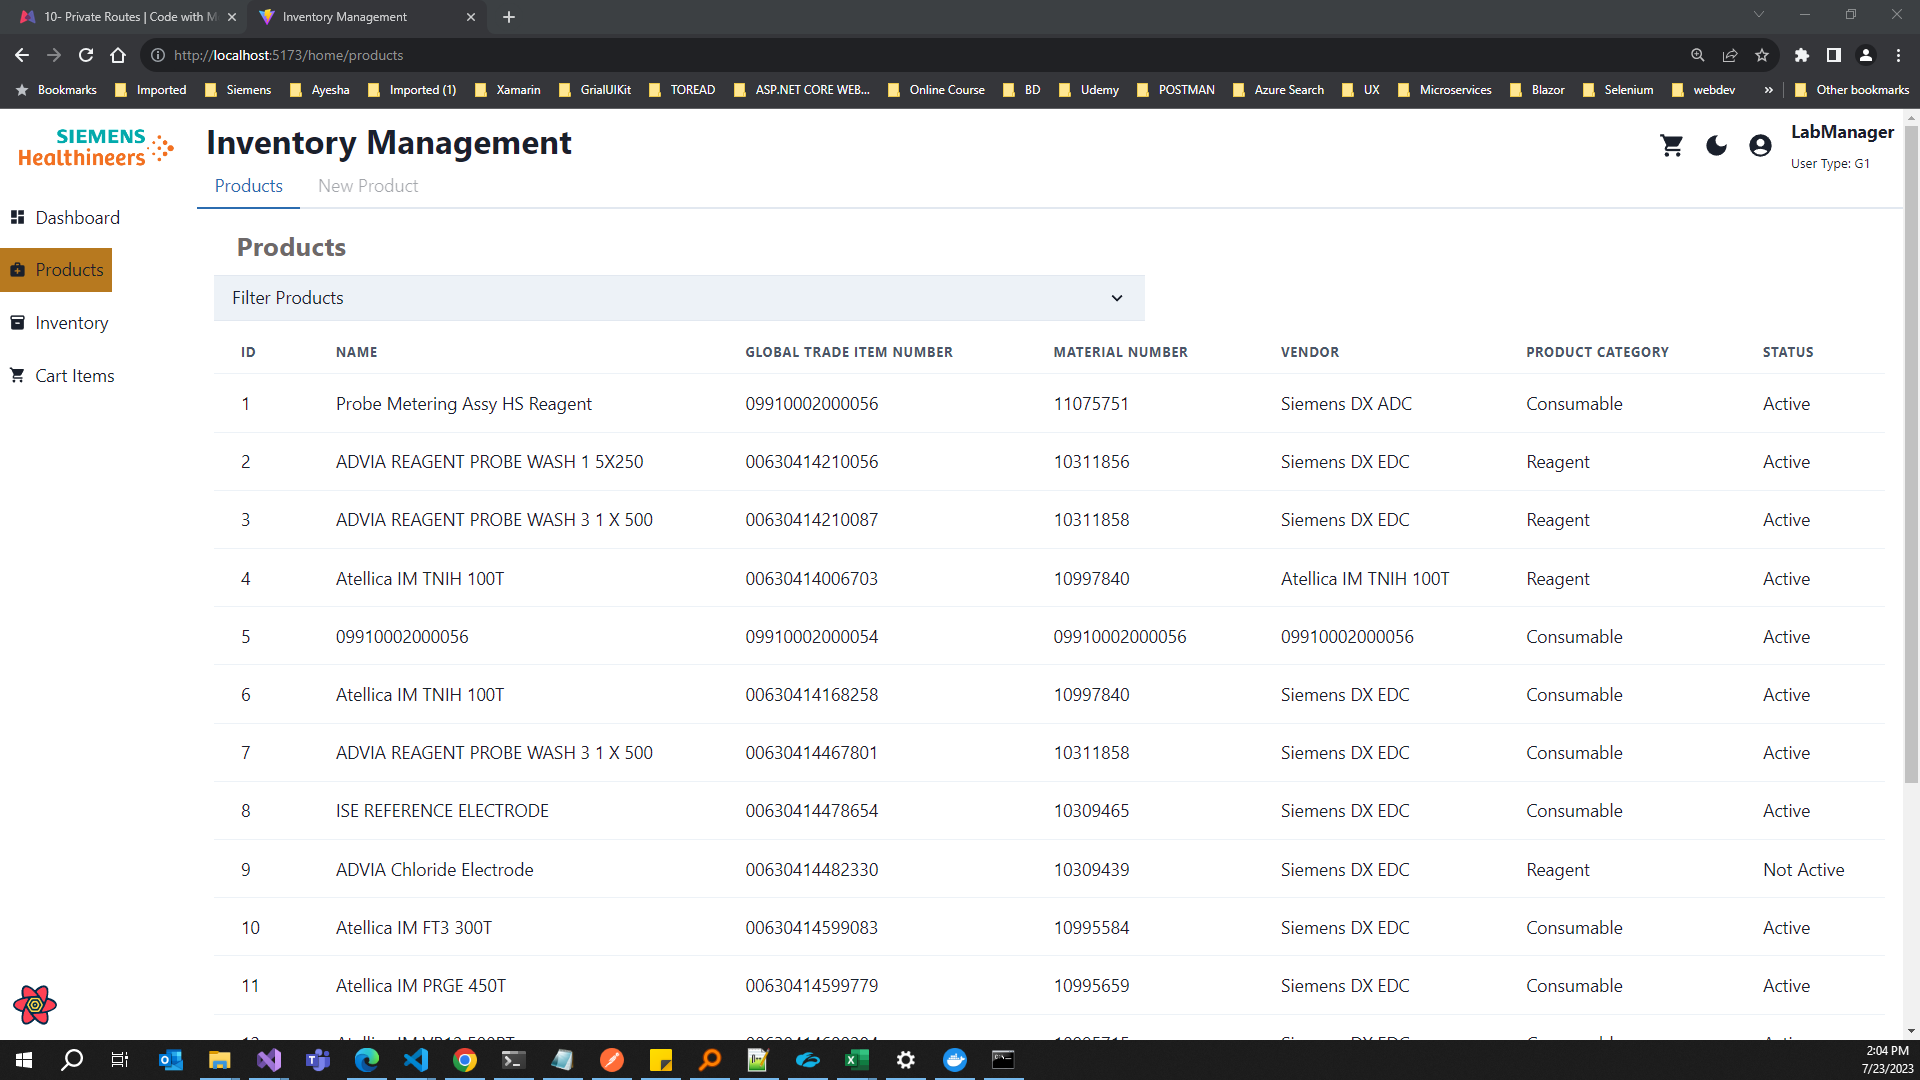 10- Private Routes | Code with M
Inventory Management
http://localhost:5173/home/products
Bookmarks Imported Siemens Ayesha Imported (1) Xamarin GrialUIKit TOREAD ASP.NET CORE WEB... Online Course BD Udemy POSTMAN Azure Search UX Microservices Blazor Selenium webdev » Other bookmarks
SIEMENS
Healthineers
Inventory Management
LabManager
User Type: G1
Products New Product
Dashboard
Products
Inventory
Cart Items
Products
Filter Products
ID NAME GLOBAL TRADE ITEM NUMBER MATERIAL NUMBER VENDOR PRODUCT CATEGORY STATUS
1 Probe Metering Assy HS Reagent 09910002000056 11075751 Siemens DX ADC Consumable Active
2 ADVIA REAGENT PROBE WASH 1 5X250 00630414210056 10311856 Siemens DX EDC Reagent Active
3 ADVIA REAGENT PROBE WASH 3 1 X 500 00630414210087 10311858 Siemens DX EDC Reagent Active
4 Atellica IM TNIH 100T 00630414006703 10997840 Atellica IM TNIH 100T Reagent Active
5 09910002000056 09910002000054 09910002000056 09910002000056 Consumable Active
6 Atellica IM TNIH 100T 00630414168258 10997840 Siemens DX EDC Consumable Active
7 ADVIA REAGENT PROBE WASH 3 1 X 500 00630414467801 10311858 Siemens DX EDC Consumable Active
8 ISE REFERENCE ELECTRODE 00630414478654 10309465 Siemens DX EDC Consumable Active
9 ADVIA Chloride Electrode 00630414482330 10309439 Siemens DX EDC Reagent Not Active
10 Atellica IM FT3 300T 00630414599083 10995584 Siemens DX EDC Consumable Active
11 Atellica IM PRGE 450T 00630414599779 10995659 Siemens DX EDC Consumable Active
2:04 PM
7/23/2023